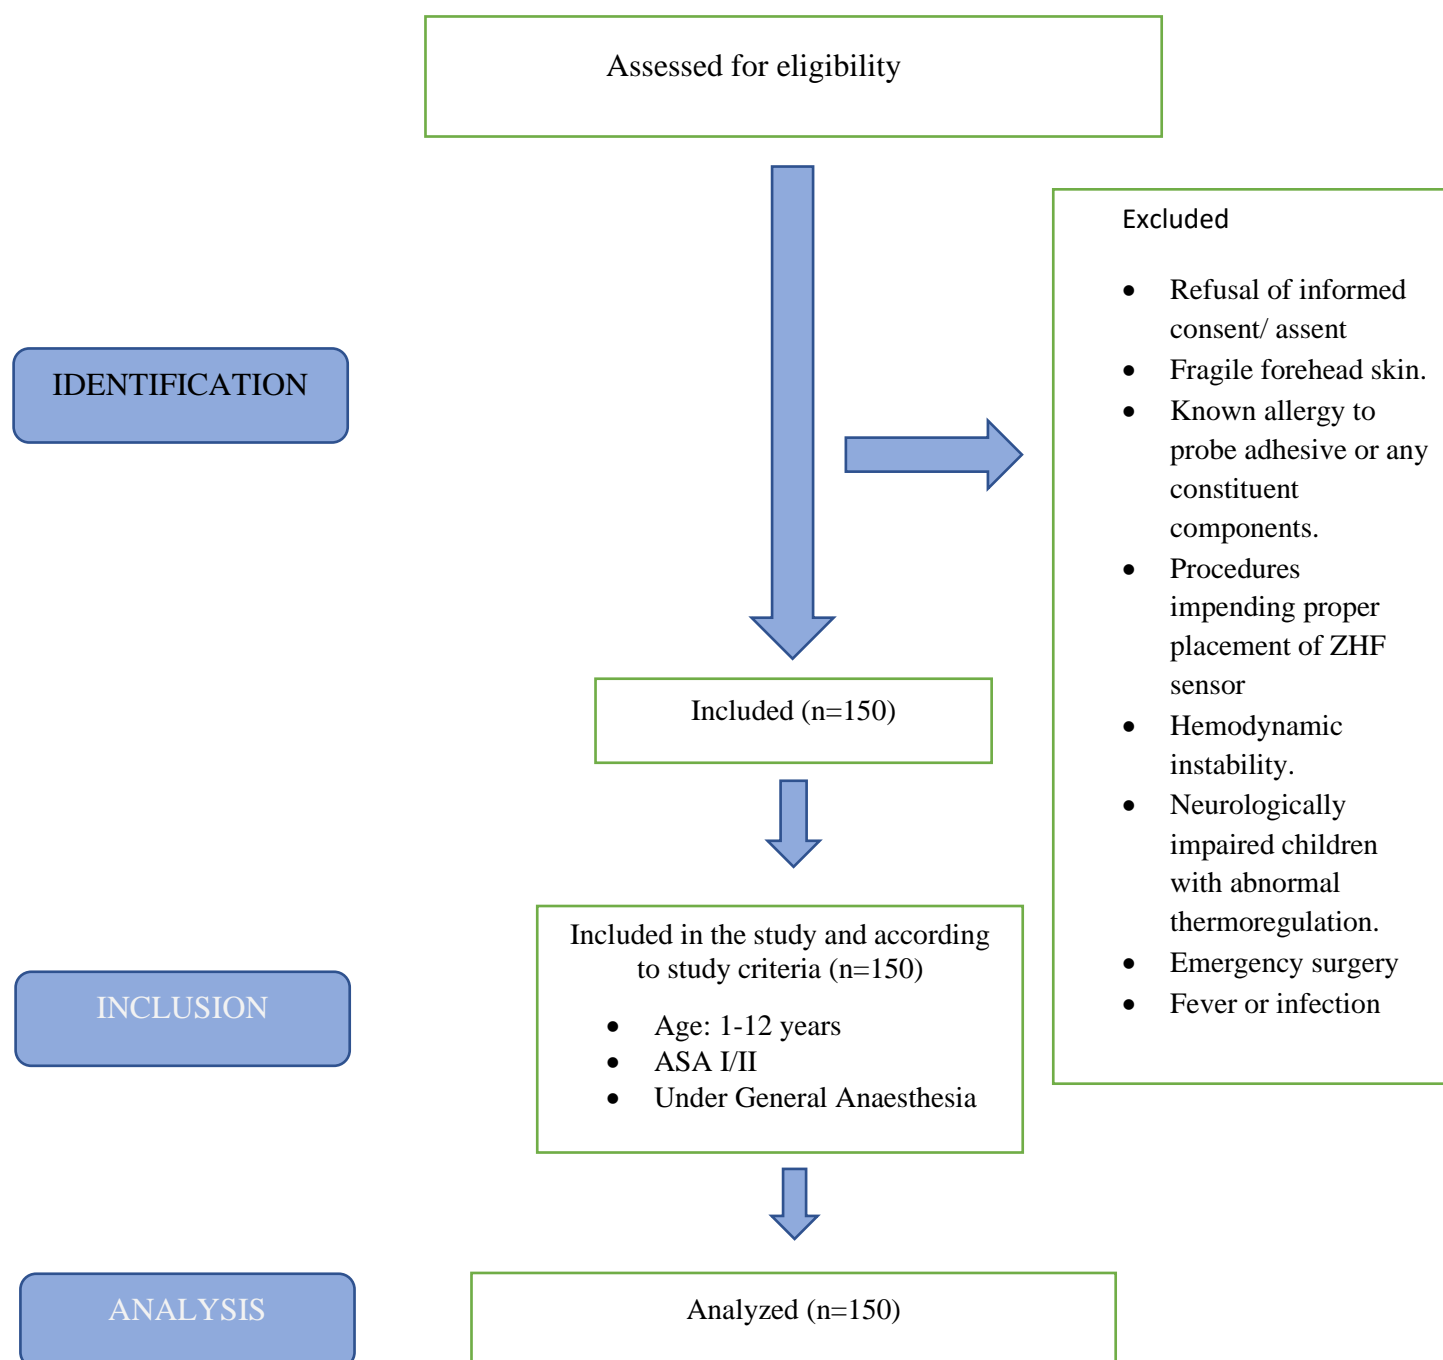 Assessed for eligibility
Excluded
• Refusal of informed
consent/ assent
• Fragile forehead skin.
• Known allergy to
probe adhesive or any
constituent
components.
• Procedures
impending proper
placement of ZHF
sensor
• Hemodynamic
instability.
• Neurologically
impaired children
with abnormal
thermoregulation.
• Emergency surgery
• Fever or infection
IDENTIFICATION
Included (n=150)
Included in the study and according
to study criteria (n=150)
• Age: 1-12 years
• ASA I/II
• Under General Anaesthesia
INCLUSION
ANALYSIS
Analyzed (n=150)